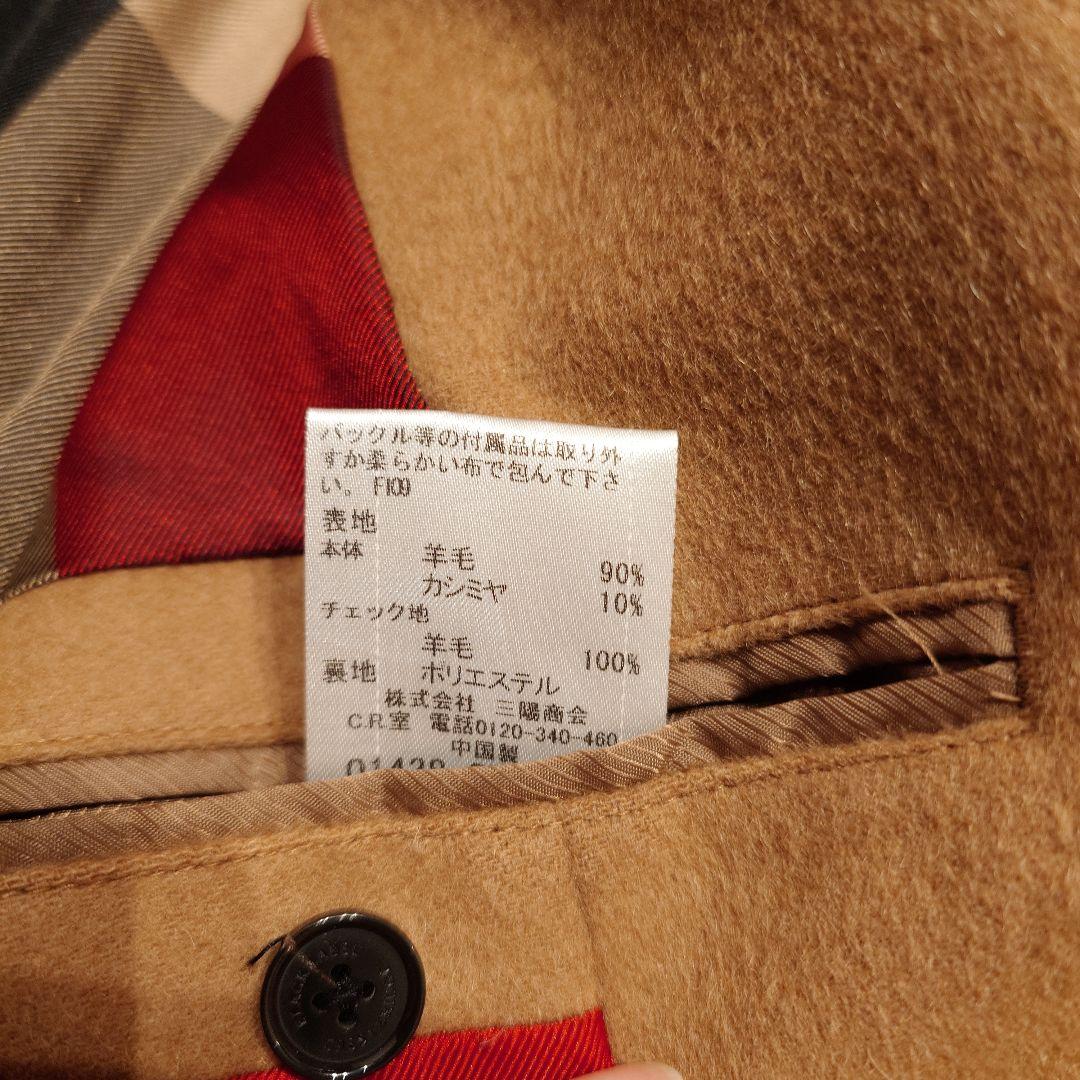 バックル等の付属品は取り外
すか柔らかい布で包んで下さ
い。 F109
表地
本体 羊毛 90%
カシミヤ 10%
チェック地
羊毛 100%
裏地 ポリエステル
株式会社 三陽商会
C.R室 電話0120-340-460
中国製
01438
BLACK LABEL